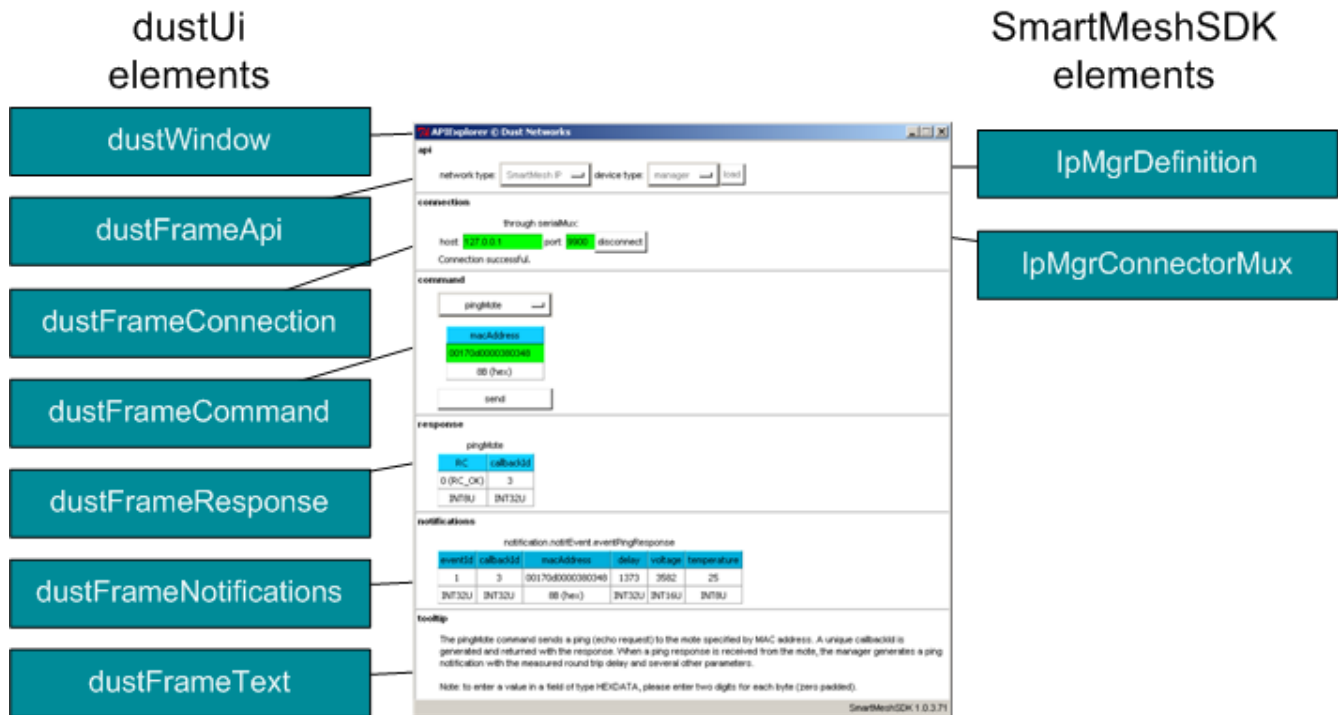 dustUi
elements
SmartMeshSDK
elements
dustWindow
dustFrameApi
dustFrameConnection
dustFrameCommand
dustFrameResponse
dustFrameNotifications
dustFrameText
APIExplorer © Dust Networks
api
network type: SmartMesh IP device type: manager load
connection
through serialMux:
host: 127.0.0.1 port: 9900 disconnect
Connection successful.
command
pingMote
macAddress
00170d0000380348
8B (hex)
send
response
pingMote
RC callbackId
0 (RC_OK) 3
INT8U INT32U
notifications
notification.notifEvent.eventPingResponse
eventId callbackId macAddress delay voltage temperature
1 3 00170d0000380348 1373 3582 25
INT32U INT32U 8B (hex) INT32U INT16U INT8U
tooltip
The pingMote command sends a ping (echo request) to the mote specified by MAC address. A unique callbackId is
generated and returned with the response. When a ping response is received from the mote, the manager generates a ping
notification with the measured round trip delay and several other parameters.
Note: to enter a value in a field of type HEXDATA, please enter two digits for each byte (zero padded).
SmartMeshSDK 1.0.3.71
IpMgrDefinition
IpMgrConnectorMux